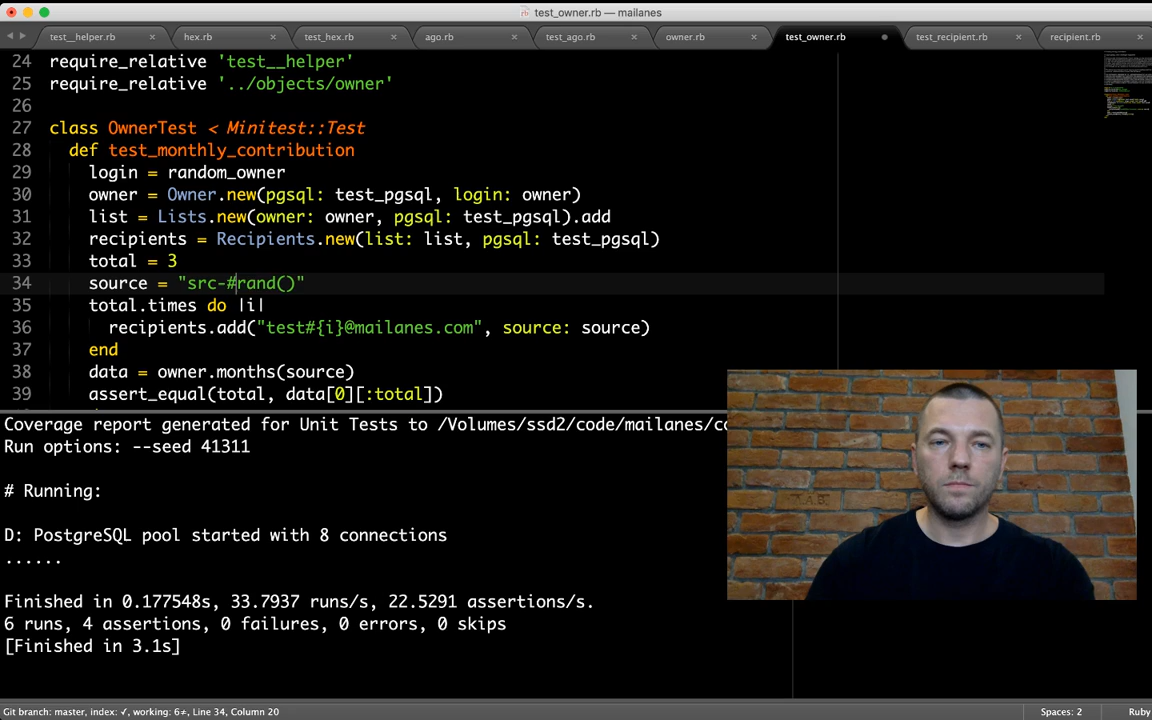 test_owner.rb — mailanes
test__helper.rb × hex.rb × test_hex.rb × ago.rb × test_ago.rb × owner.rb × test_owner.rb test_recipient.rb × recipient.rb ×
24 require_relative 'test__helper'
25 require_relative '../objects/owner'
26
27 class OwnerTest < Minitest::Test
28 def test_monthly_contribution
29 login = random_owner
30 owner = Owner.new(pgsql: test_pgsql, login: owner)
31 list = Lists.new(owner: owner, pgsql: test_pgsql).add
32 recipients = Recipients.new(list: list, pgsql: test_pgsql)
33 total = 3
34 source = "src-#rand()"
35 total.times do |i|
36 recipients.add("test#{i}@mailanes.com", source: source)
37 end
38 data = owner.months(source)
39 assert_equal(total, data[0][:total])
Coverage report generated for Unit Tests to /Volumes/ssd2/code/mailanes/co
Run options: --seed 41311
# Running:
D: PostgreSQL pool started with 8 connections
......
Finished in 0.177548s, 33.7937 runs/s, 22.5291 assertions/s.
6 runs, 4 assertions, 0 failures, 0 errors, 0 skips
[Finished in 3.1s]
Git branch: master, index: ✓, working: 6≠, Line 34, Column 20 Spaces: 2 Ruby